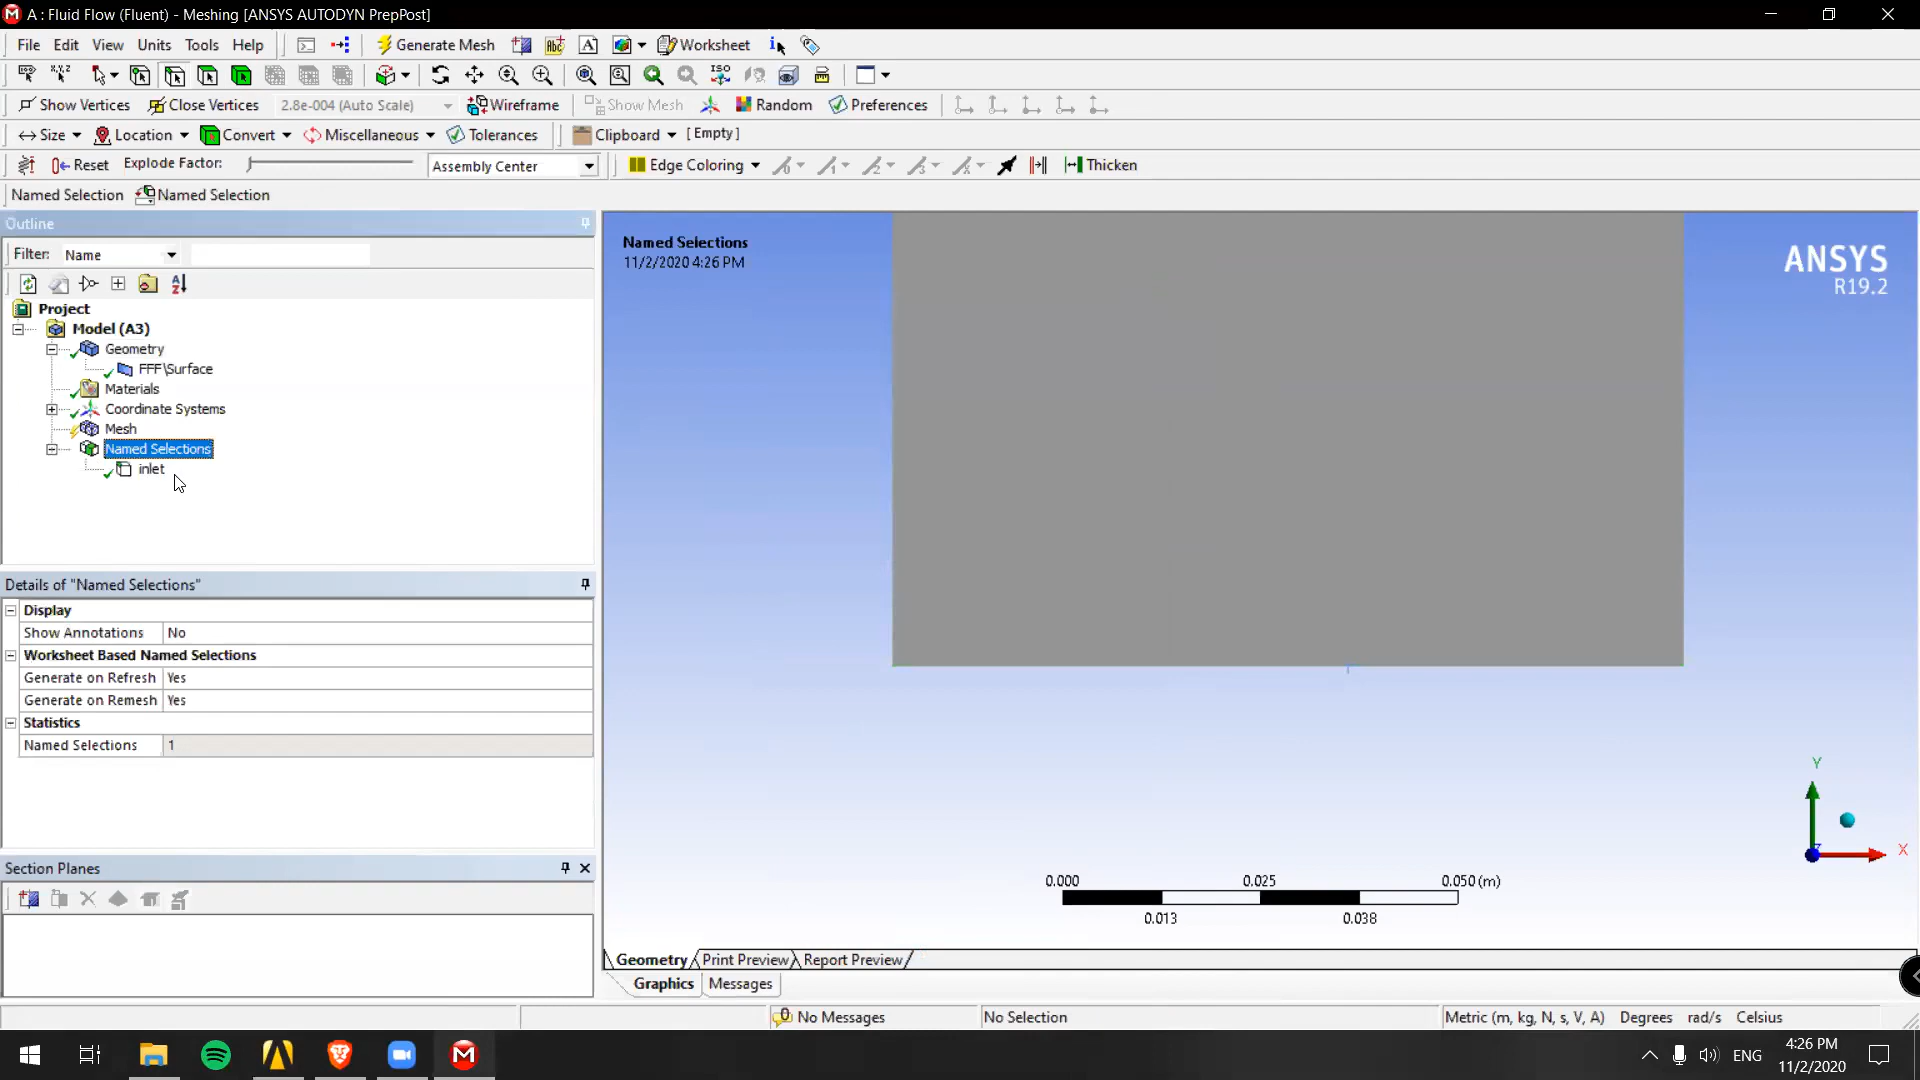 A : Fluid Flow (Fluent) - Meshing [ANSYS AUTODYN PrepPost]
File Edit View Units Tools Help Generate Mesh Worksheet
ISO
Show Vertices Close Vertices 2.8e-004 (Auto Scale) Wireframe Show Mesh Random Preferences
Size Location Convert Miscellaneous Tolerances Clipboard [ Empty ]
Reset Explode Factor: Assembly Center Edge Coloring Thicken
Named Selection Named Selection
Outline
Filter: Name
Project
Model (A3)
Geometry
FFF\Surface
Materials
Coordinate Systems
Mesh
Named Selections
inlet
Details of "Named Selections"
Display
Show Annotations No
Worksheet Based Named Selections
Generate on Refresh Yes
Generate on Remesh Yes
Statistics
Named Selections 1
Section Planes
Named Selections
11/2/2020 4:26 PM
ANSYS
R19.2
Y
X
0.000 0.025 0.050 (m)
0.013 0.038
Geometry Print Preview Report Preview
Graphics Messages
No Messages No Selection Metric (m, kg, N, s, V, A) Degrees rad/s Celsius
ENG 4:26 PM
11/2/2020